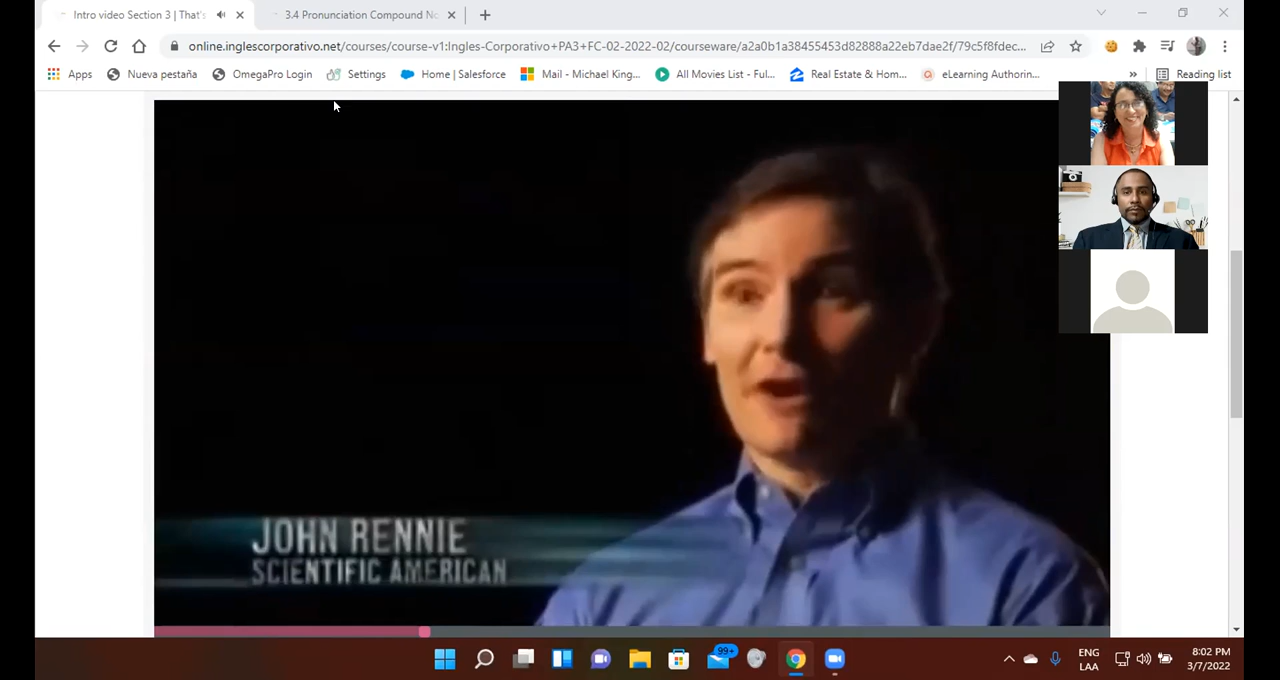 Intro video Section 3 | That's
3.4 Pronunciation Compound No
online.inglescorporativo.net/courses/course-v1:Ingles-Corporativo+PA3+FC-02-2022-02/courseware/a2a0b1a38455453d82888a22eb7dae2f/79c5f8fdec...
Apps
Nueva pestaña
OmegaPro Login
Settings
Home | Salesforce
Mail - Michael King...
All Movies List - Ful...
Real Estate & Hom...
eLearning Authorin...
»
Reading list
JOHN RENNIE
SCIENTIFIC AMERICAN
99+
ENG
LAA
8:02 PM
3/7/2022